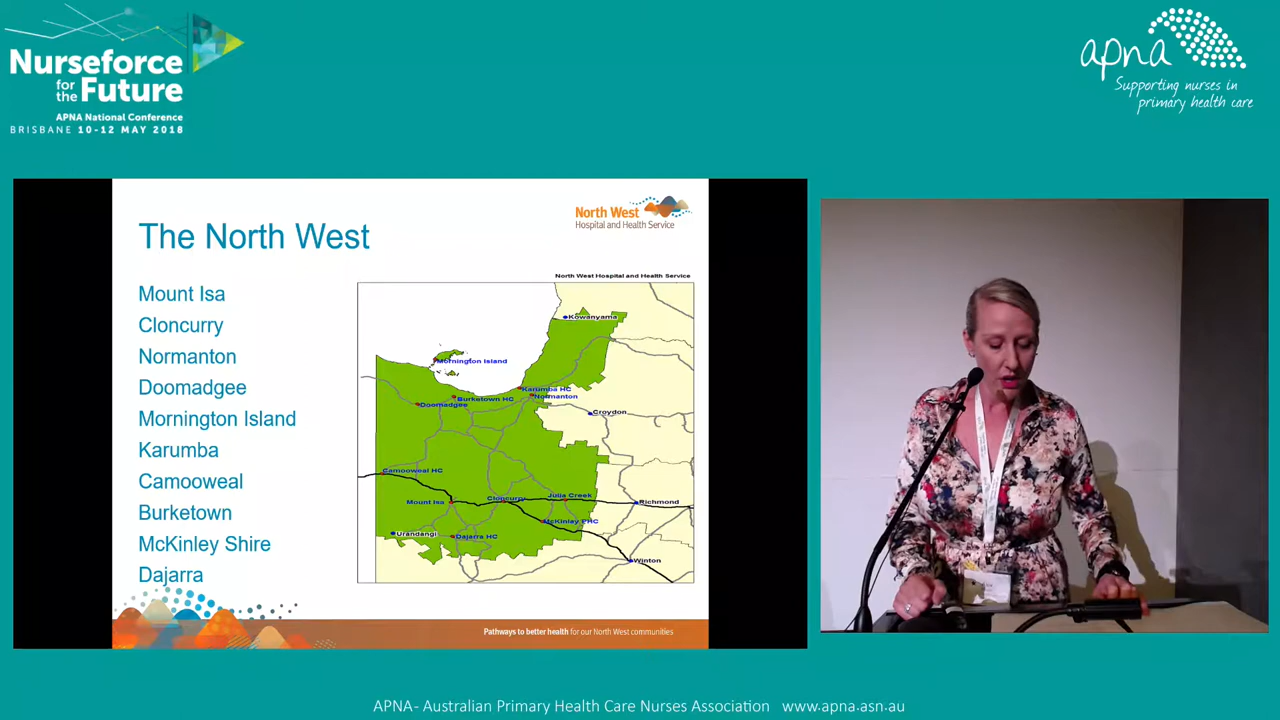 Nurseforce
for the
Future
APNA National Conference
BRISBANE 10-12 MAY 2018
apna
Supporting nurses in
primary health care
The North West
North West
Hospital and Health Service
Mount Isa
Cloncurry
Normanton
Doomadgee
Mornington Island
Karumba
Camooweal
Burketown
McKinley Shire
Dajarra
North West Hospital and Health Service
Kowanyama
Mornington Island
Karumba HC
Burketown HC
Normanton
Doomadgee
Croydon
Camooweal HC
Mount Isa
Cloncurry
Julia Creek
Richmond
McKinley PHC
Urandangi
Dajarra HC
Winton
Pathways to better health for our North West communities
APNA- Australian Primary Health Care Nurses Association www.apna.asn.au